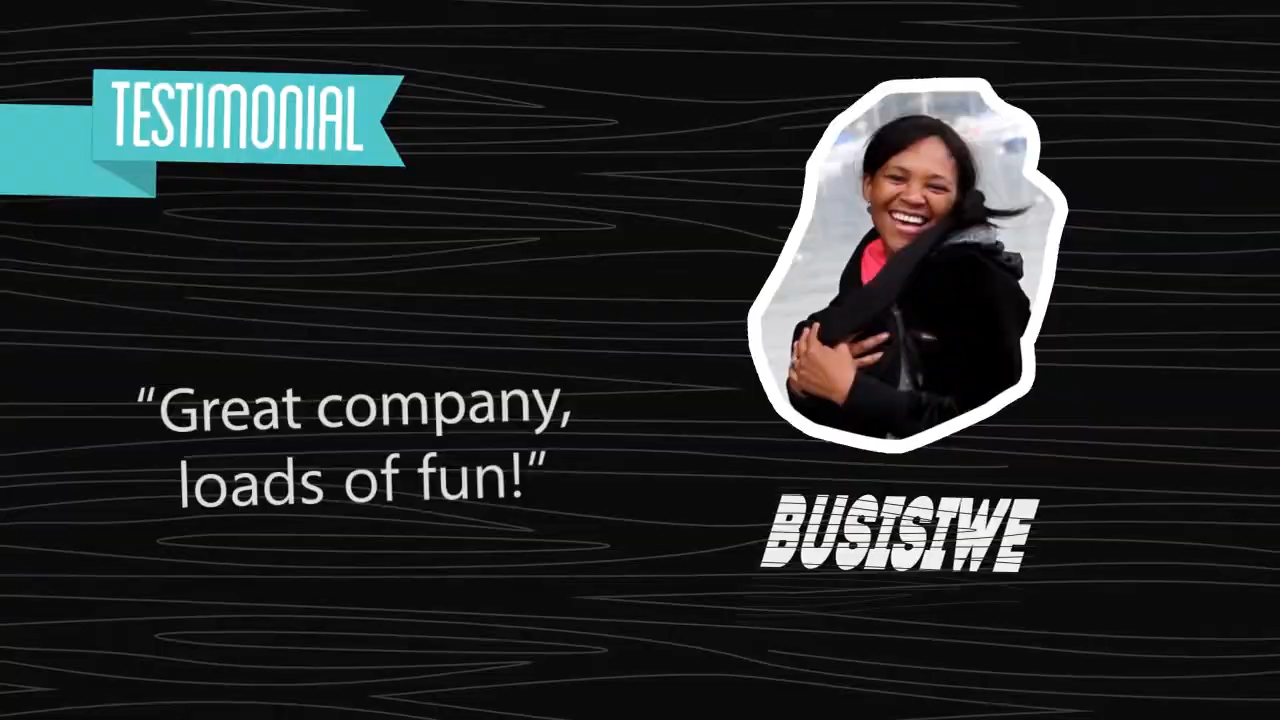 TESTIMONIAL
“Great company,
loads of fun!”
BUSISIWE